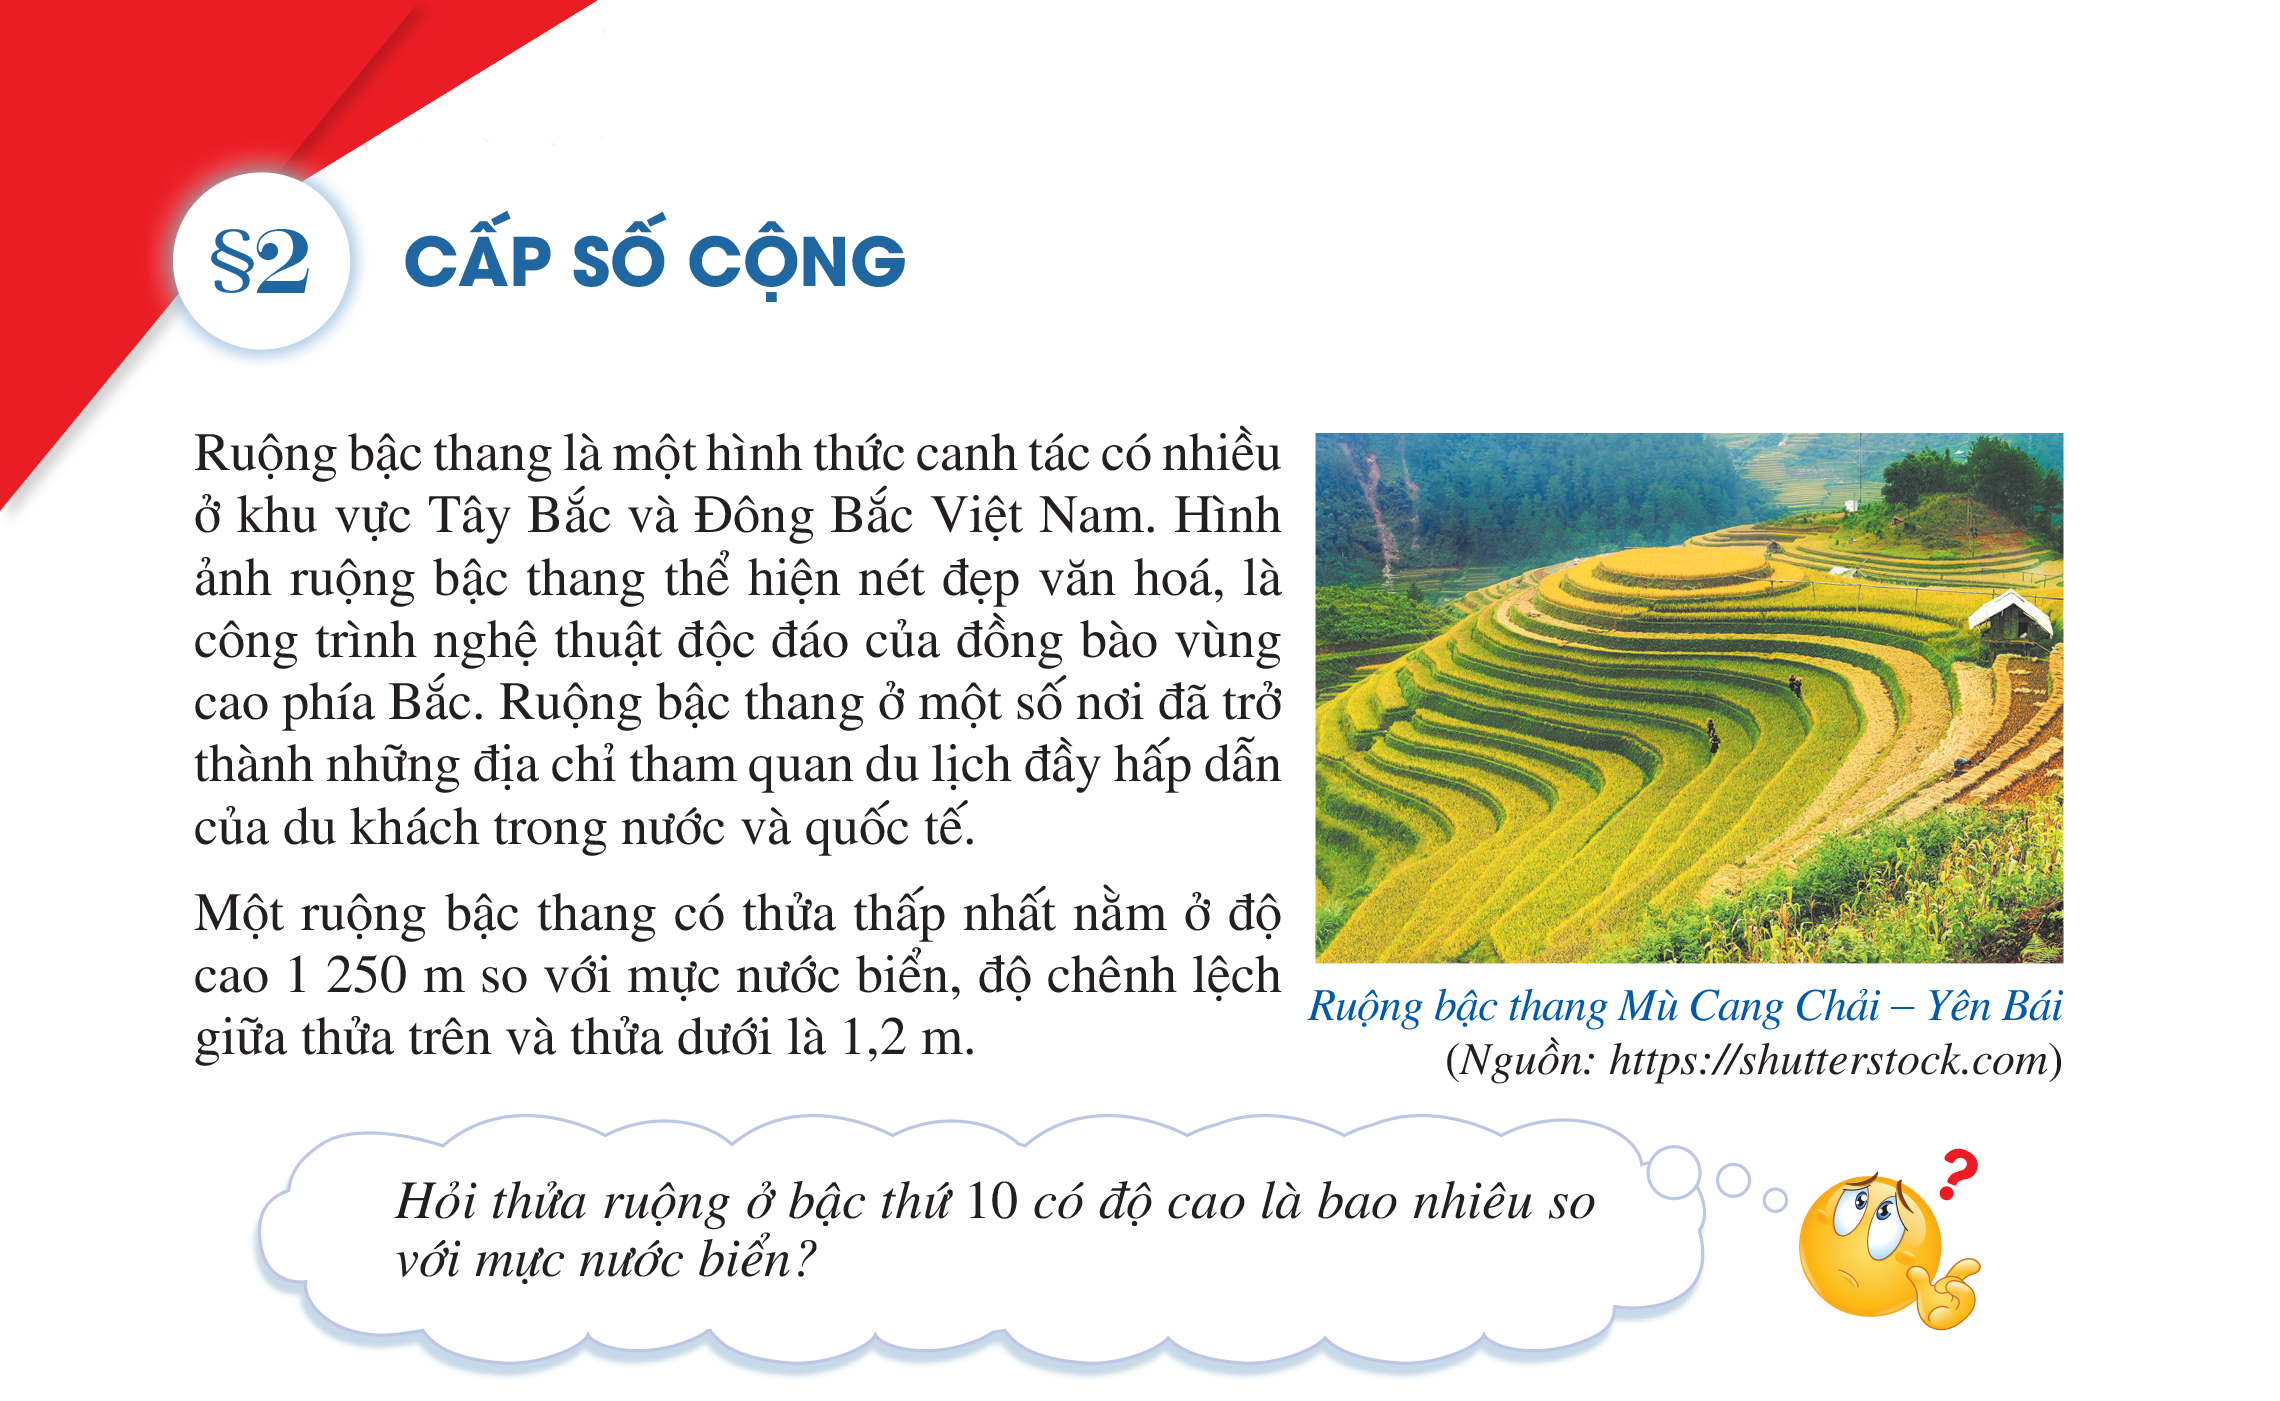 §2
CẤP SỐ CỘNG
Ruộng bậc thang là một hình thức canh tác có nhiều
ở khu vực Tây Bắc và Đông Bắc Việt Nam. Hình
ảnh ruộng bậc thang thể hiện nét đẹp văn hoá, là
công trình nghệ thuật độc đáo của đồng bào vùng
cao phía Bắc. Ruộng bậc thang ở một số nơi đã trở
thành những địa chỉ tham quan du lịch đầy hấp dẫn
của du khách trong nước và quốc tế.
Một ruộng bậc thang có thửa thấp nhất nằm ở độ
cao 1 250 m so với mực nước biển, độ chênh lệch
giữa thửa trên và thửa dưới là 1,2 m.
Ruộng bậc thang Mù Cang Chải – Yên Bái
(Nguồn: https://shutterstock.com)
Hỏi thửa ruộng ở bậc thứ 10 có độ cao là bao nhiêu so
với mực nước biển?
?